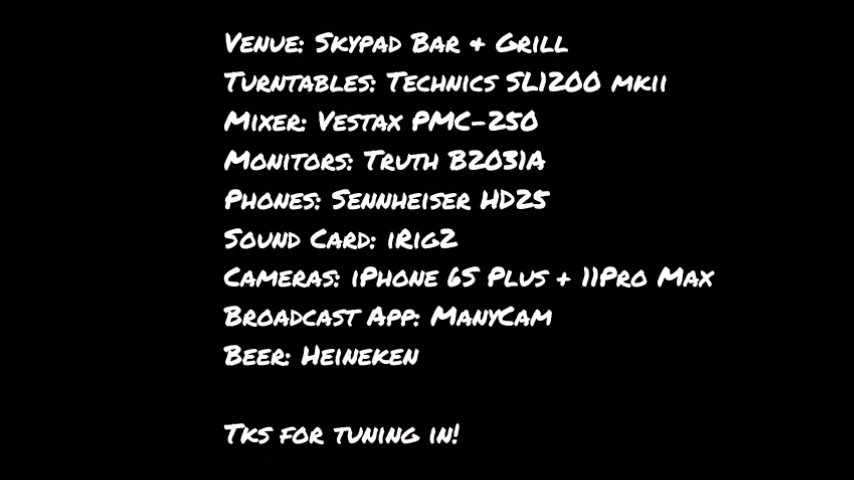 Venue: Skypad Bar & Grill
Turntables: Technics SL1200 mkii
Mixer: Vestax PMC-250
Monitors: Truth B2031A
Phones: Sennheiser HD25
Sound Card: iRig2
Cameras: iPhone 6S Plus + 11Pro Max
Broadcast App: ManyCam
Beer: Heineken
Tks for tuning in!